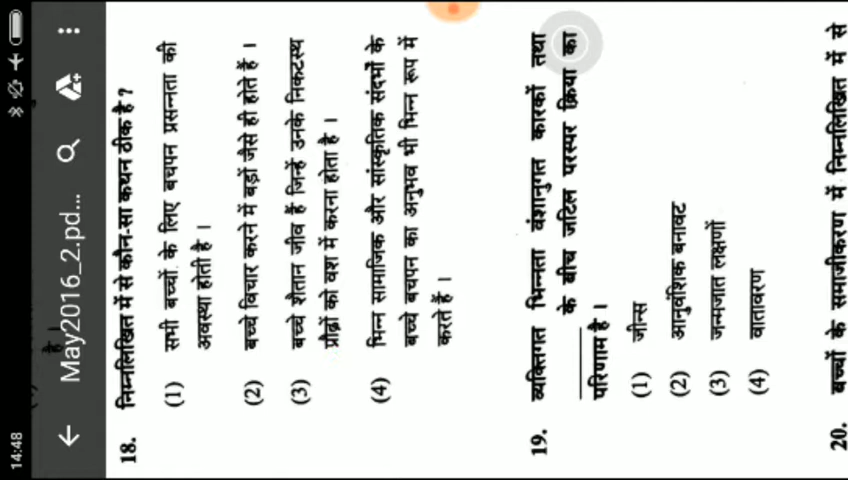 14:48
May2016_2.pd...
है।
18. निम्नलिखित में से कौन-सा कथन ठीक है ?
(1) सभी बच्चों के लिए बचपन प्रसन्नता की
अवस्था होती है ।
(2) बच्चे विचार करने में बड़ों जैसे ही होते हैं ।
(3) बच्चे शैतान जीव हैं जिन्हें उनके निकटस्थ
प्रौढ़ों को वश में करना होता है ।
(4) भिन्न सामाजिक और सांस्कृतिक संदर्भों के
बच्चे बचपन का अनुभव भी भिन्न रूप में
करते हैं ।
19. व्यक्तिगत भिन्नता वंशानुगत कारकों तथा
______ के बीच जटिल परस्पर क्रिया का
परिणाम है ।
(1) जीन्स
(2) आनुवंशिक बनावट
(3) जन्मजात लक्षणों
(4) वातावरण
20. बच्चों के समाजीकरण में निम्नलिखित में से